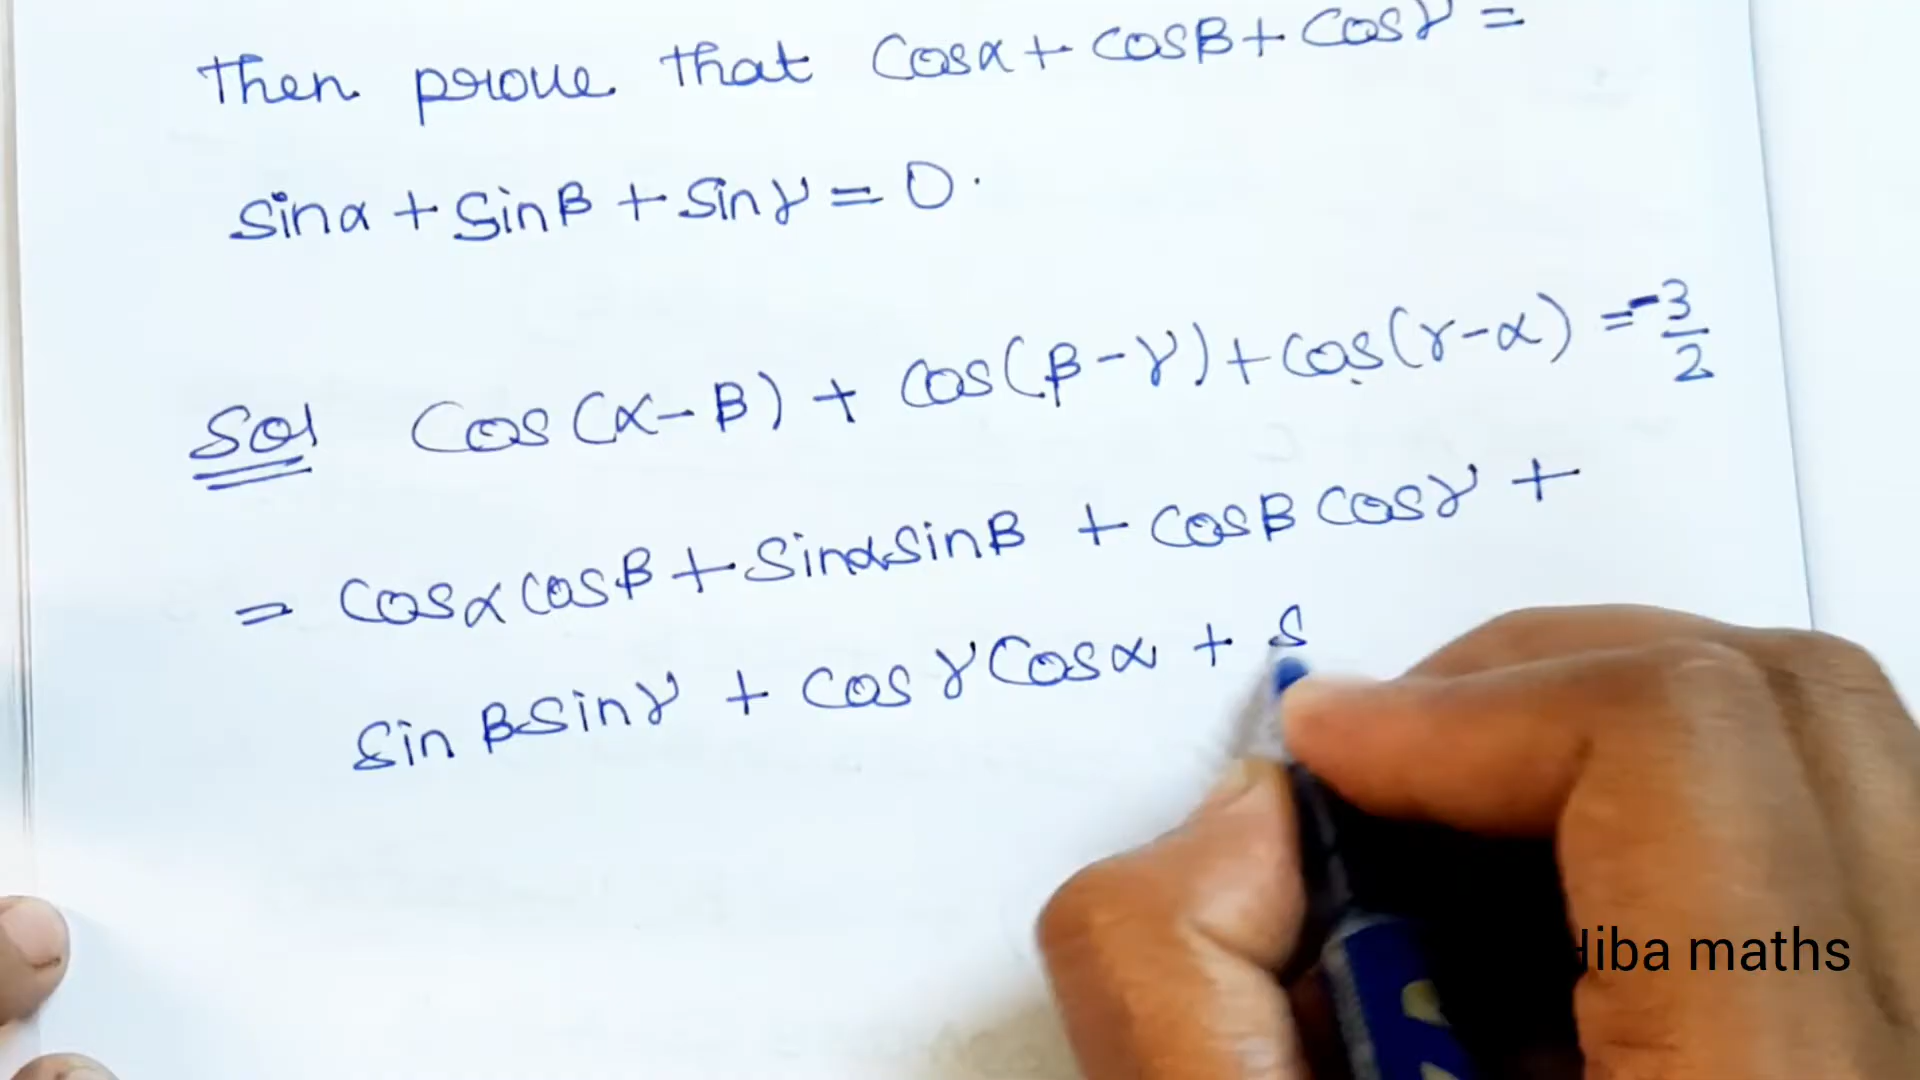 Then prove that cosα + cosβ + cosγ =
sinα + sinβ + sinγ = 0.
Sol cos(α-β) + cos(β-γ) + cos(γ-α) = -3/2
= cosα cosβ + sinα sinβ + cosβ cosγ +
sinβ sinγ + cosγ cosα + s
Hiba maths